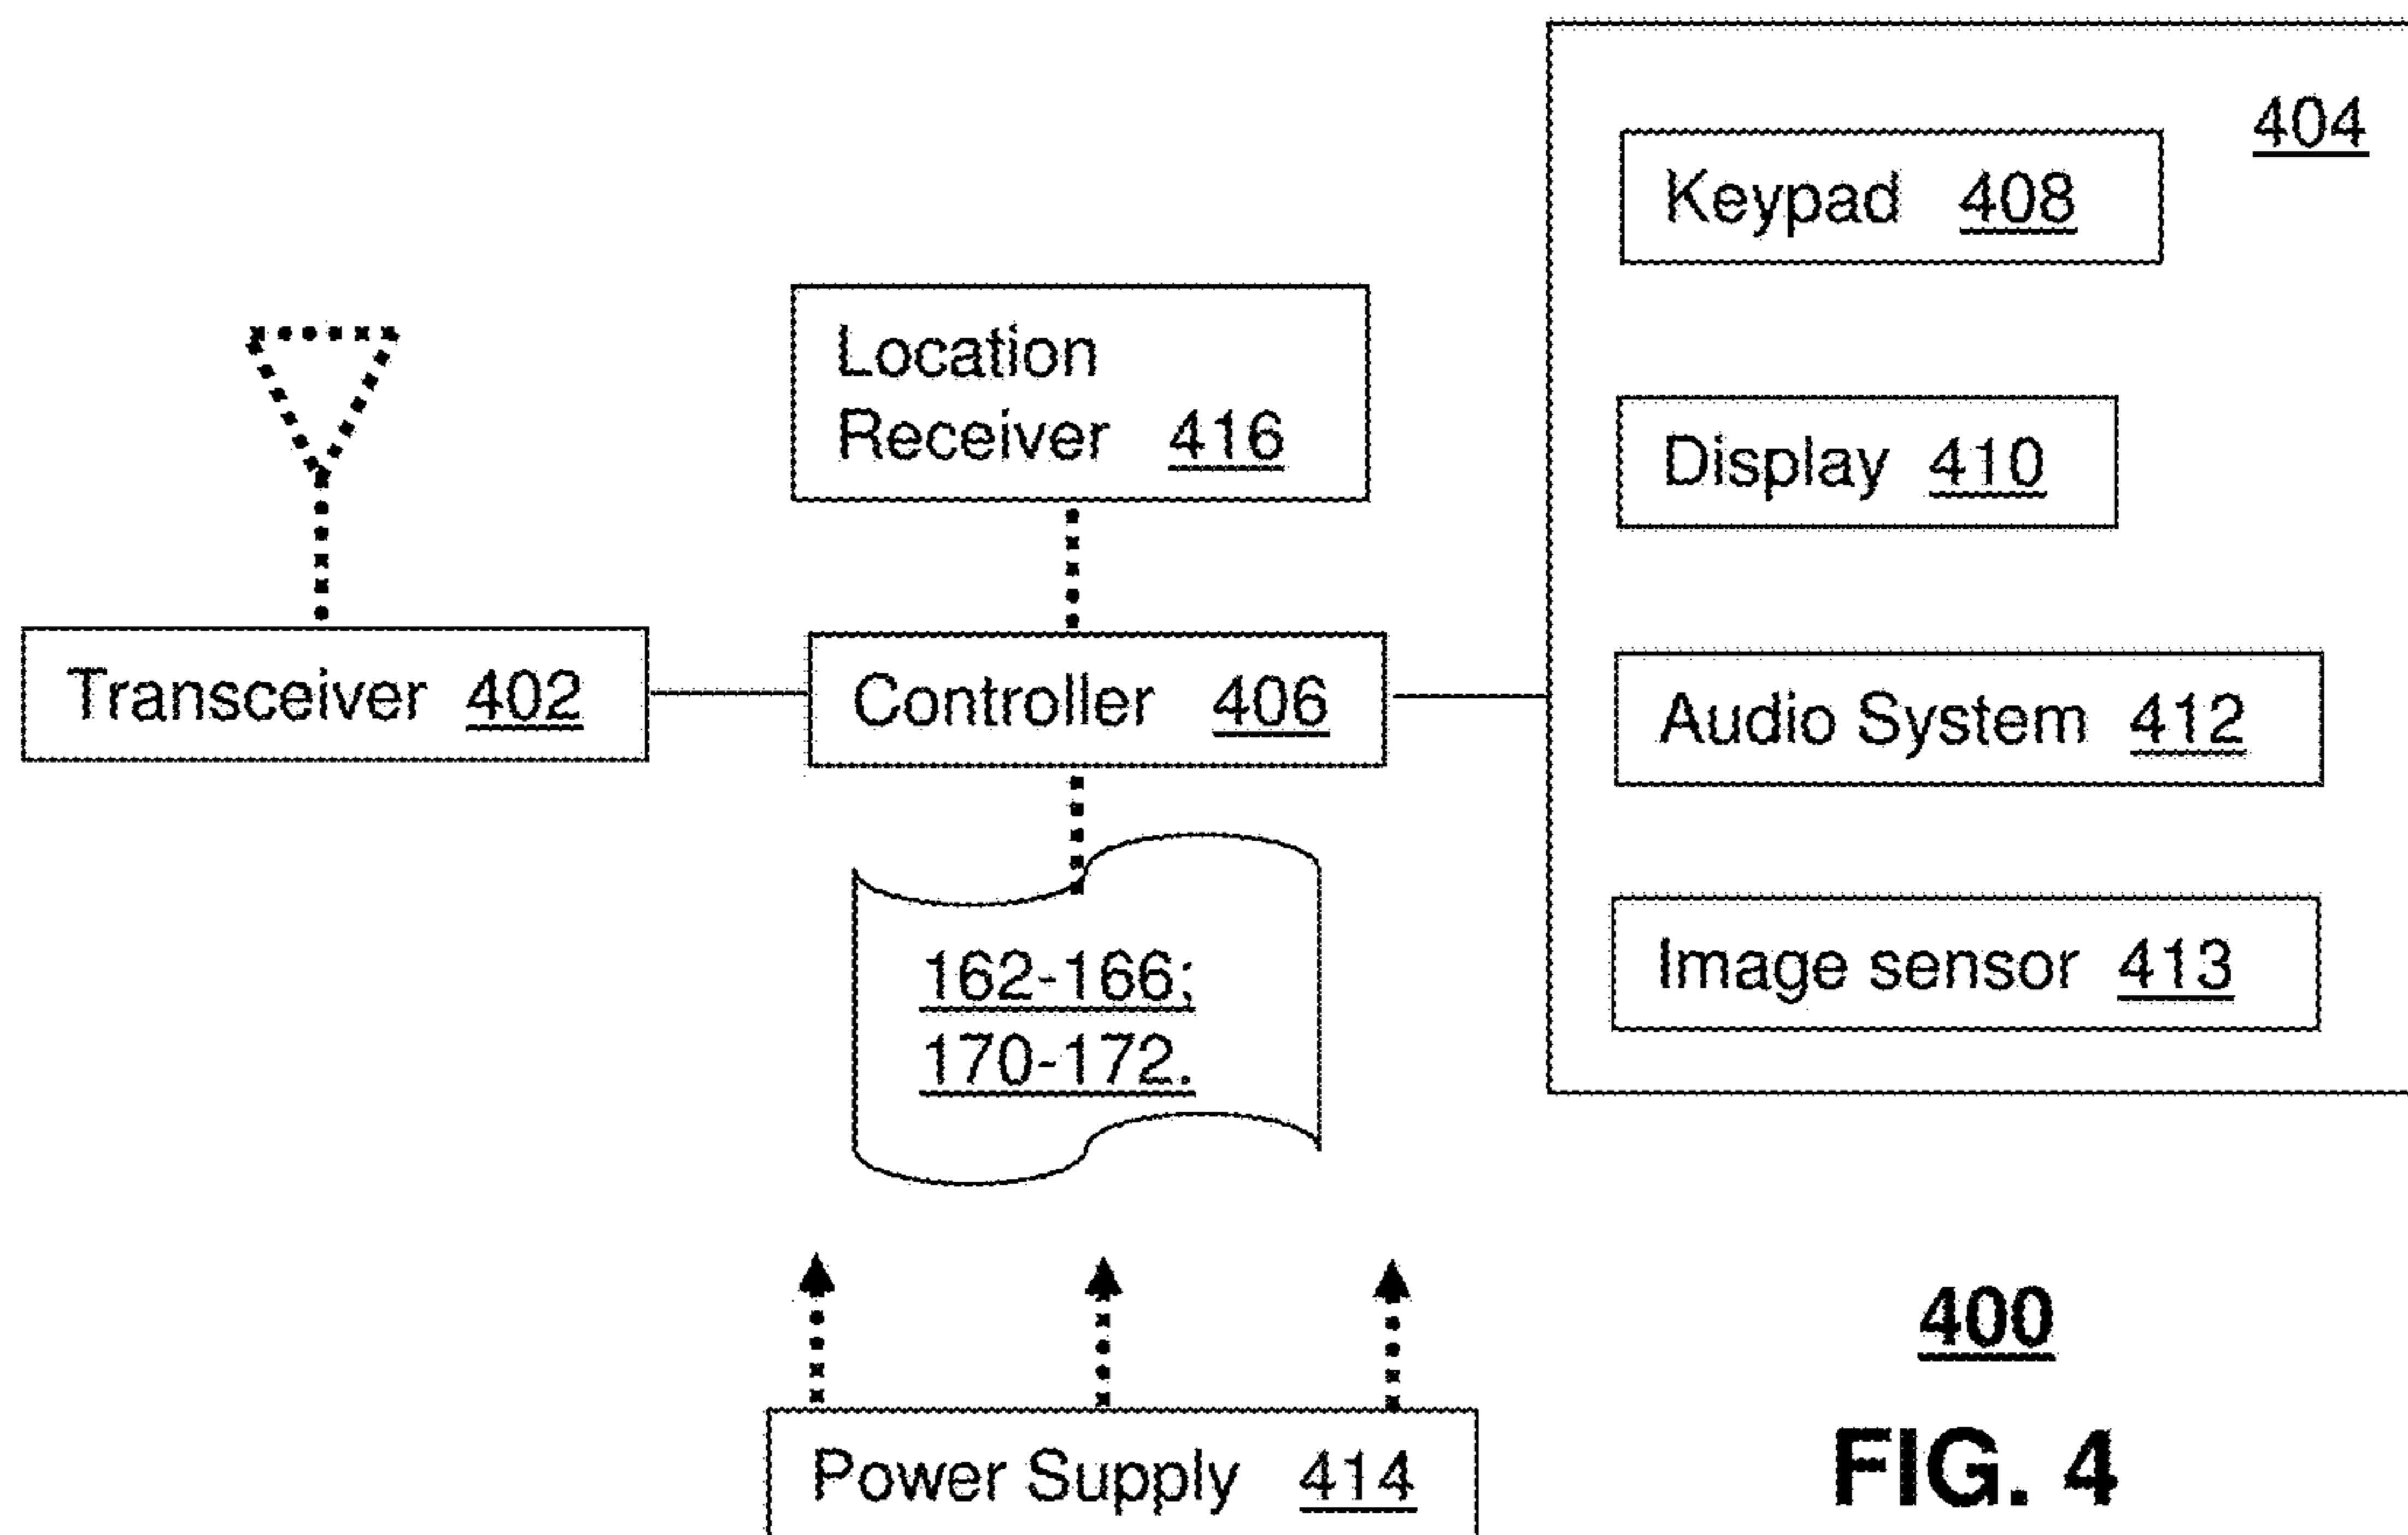 404
Keypad 408
Location
Receiver 416
Display 410
Transceiver 402
Controller 406
Audio System 412
Image sensor 413
162-166;
170-172.
Power Supply 414
400
FIG. 4